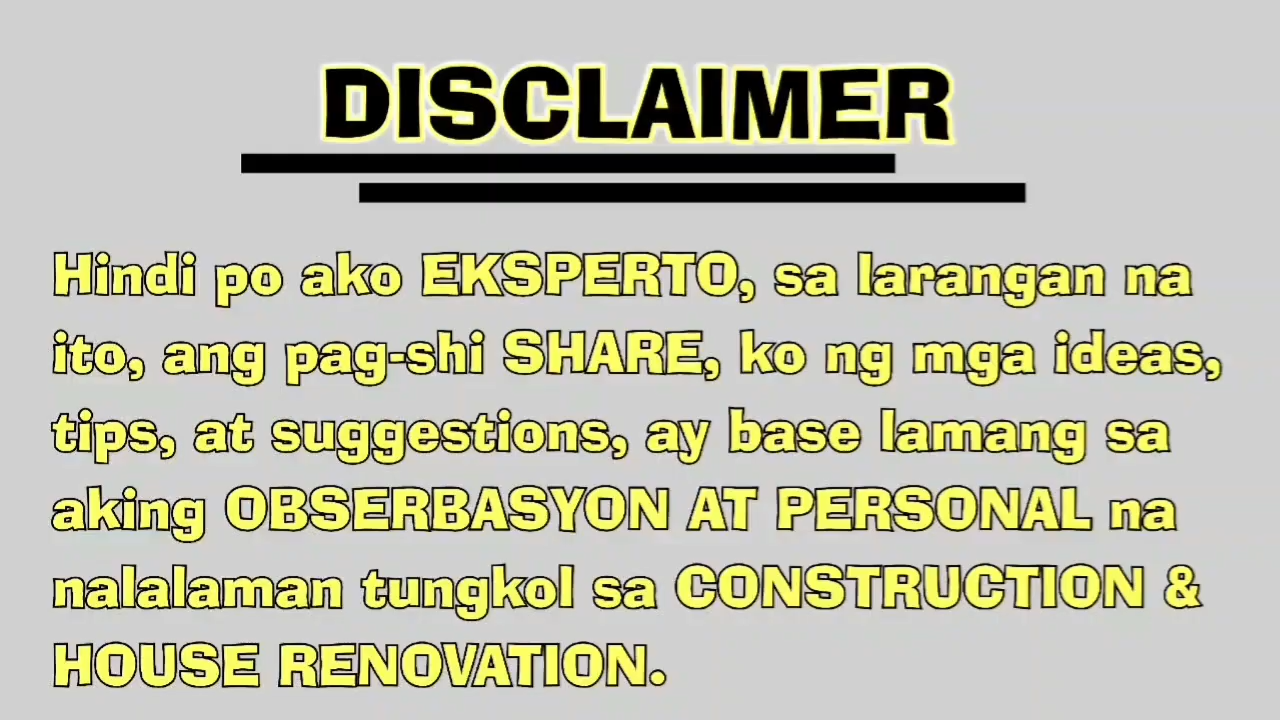 DISCLAIMER
Hindi po ako EKSPERTO, sa larangan na
ito, ang pag-shi SHARE, ko ng mga ideas,
tips, at suggestions, ay base lamang sa
aking OBSERBASYON AT PERSONAL na
nalalaman tungkol sa CONSTRUCTION &
HOUSE RENOVATION.